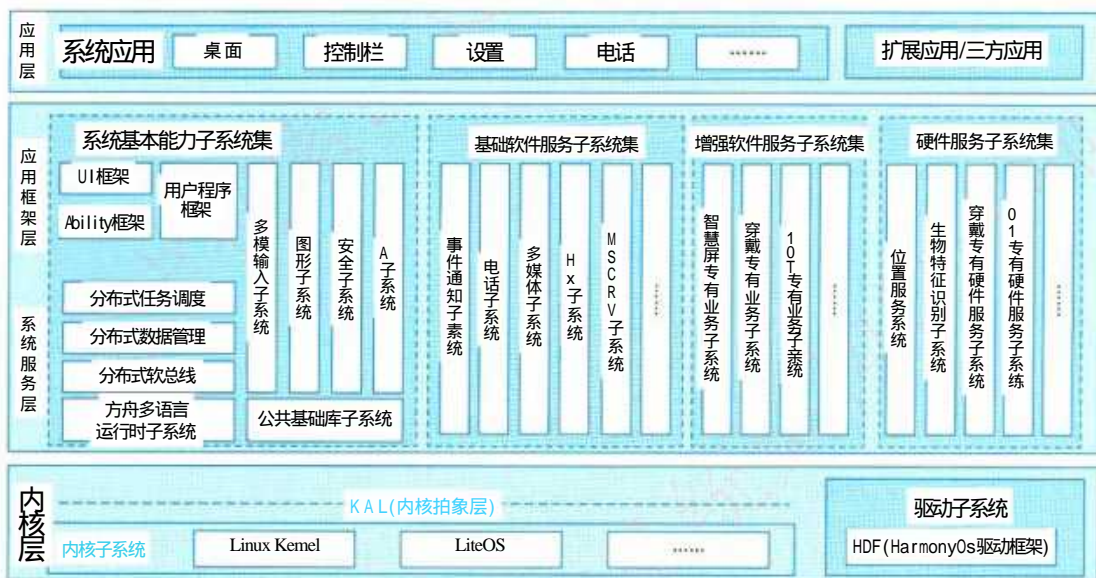 应用层
系统应用
桌面
控制栏
设置
电话
……
扩展应用/三方应用
应用框架层
系统服务层
系统基本能力子系统集
UI框架
Ability框架
用户程序
框架
分布式任务调度
分布式数据管理
分布式软总线
方舟多语言
运行时子系统
多模输入子系统
图形子系统
安全子系统
A子系统
公共基础库子系统
基础软件服务子系统集
事件通知子素统
电话子系统
多媒体子系统
Hx子系统
MSCRV子系统
……
增强软件服务子系统集
智慧屏专有业务子系统
穿戴专有业务子系统
10T专有业务子亲统
……
硬件服务子系统集
位置服务系统
生物特征识别子系统
穿戴专有硬件服务子系统
01专有硬件服务子系练
……
内核层
KAL(内核拍象层)
内核子系统
Linux Kernel
LiteOS
……
驱动子系统
HDF(HarmonyOs驱动框架)